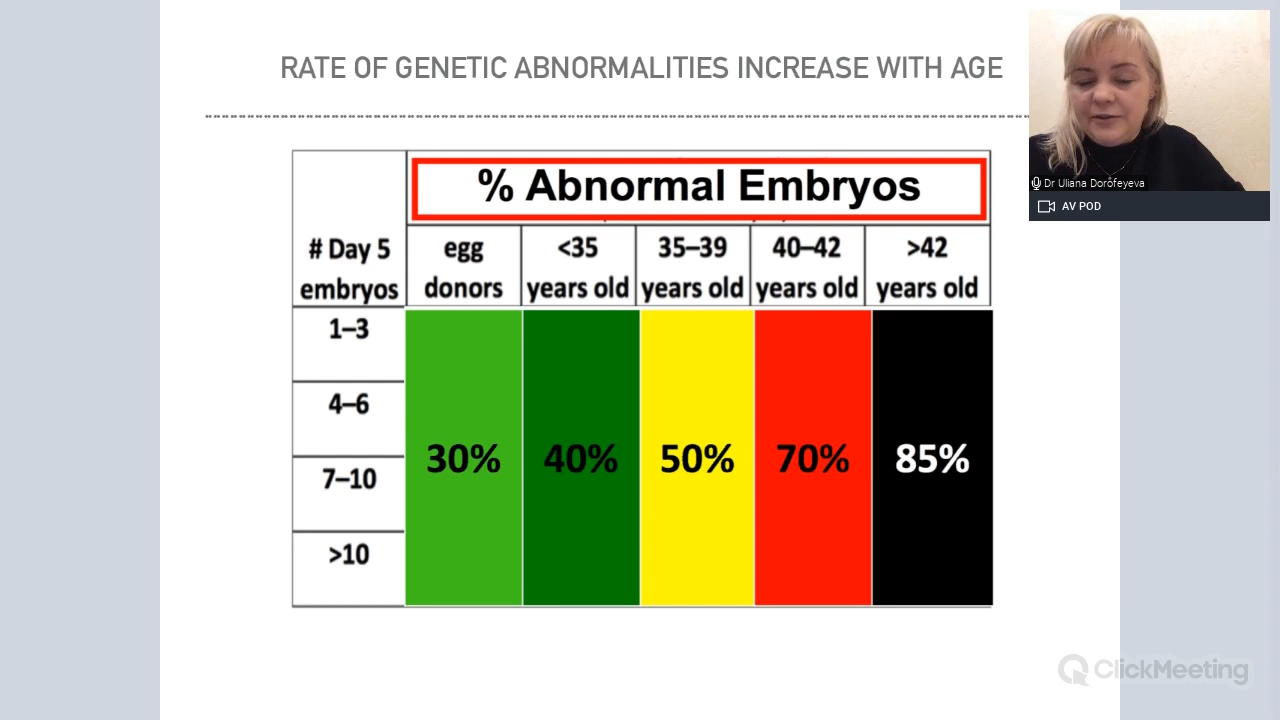 RATE OF GENETIC ABNORMALITIES INCREASE WITH AGE
Dr Uliana Dorofeyeva
AV POD
% Abnormal Embryos
# Day 5 embryos
egg donors
<35 years old
35–39 years old
40–42 years old
>42 years old
1–3
4–6
7–10
>10
30%
40%
50%
70%
85%
ClickMeeting